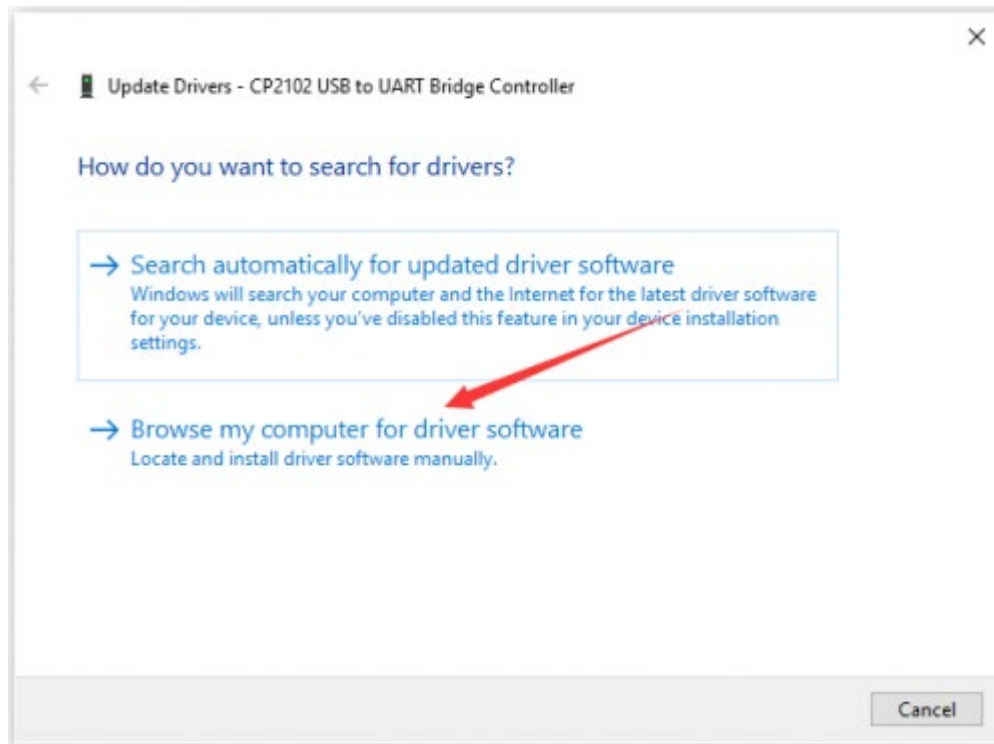 Update Drivers - CP2102 USB to UART Bridge Controller
How do you want to search for drivers?
Search automatically for updated driver software
Windows will search your computer and the Internet for the latest driver software
for your device, unless you've disabled this feature in your device installation
settings.
Browse my computer for driver software
Locate and install driver software manually.
Cancel